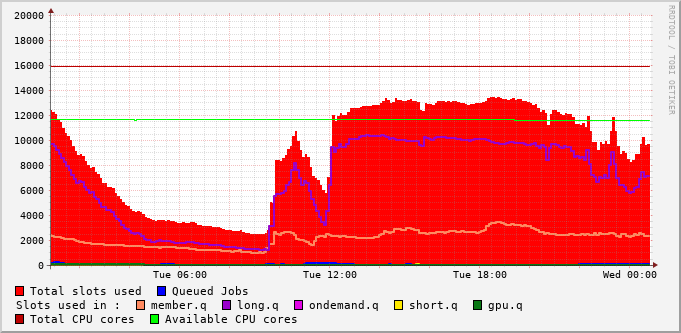 20000
18000
16000
14000
12000
10000
8000
6000
4000
2000
0
Tue 06:00 Tue 12:00 Tue 18:00 Wed 00:00
RRDTOOL / TOBI OETIKER
Total slots used Queued Jobs
Slots used in : member.q long.q ondemand.q short.q gpu.q
Total CPU cores Available CPU cores